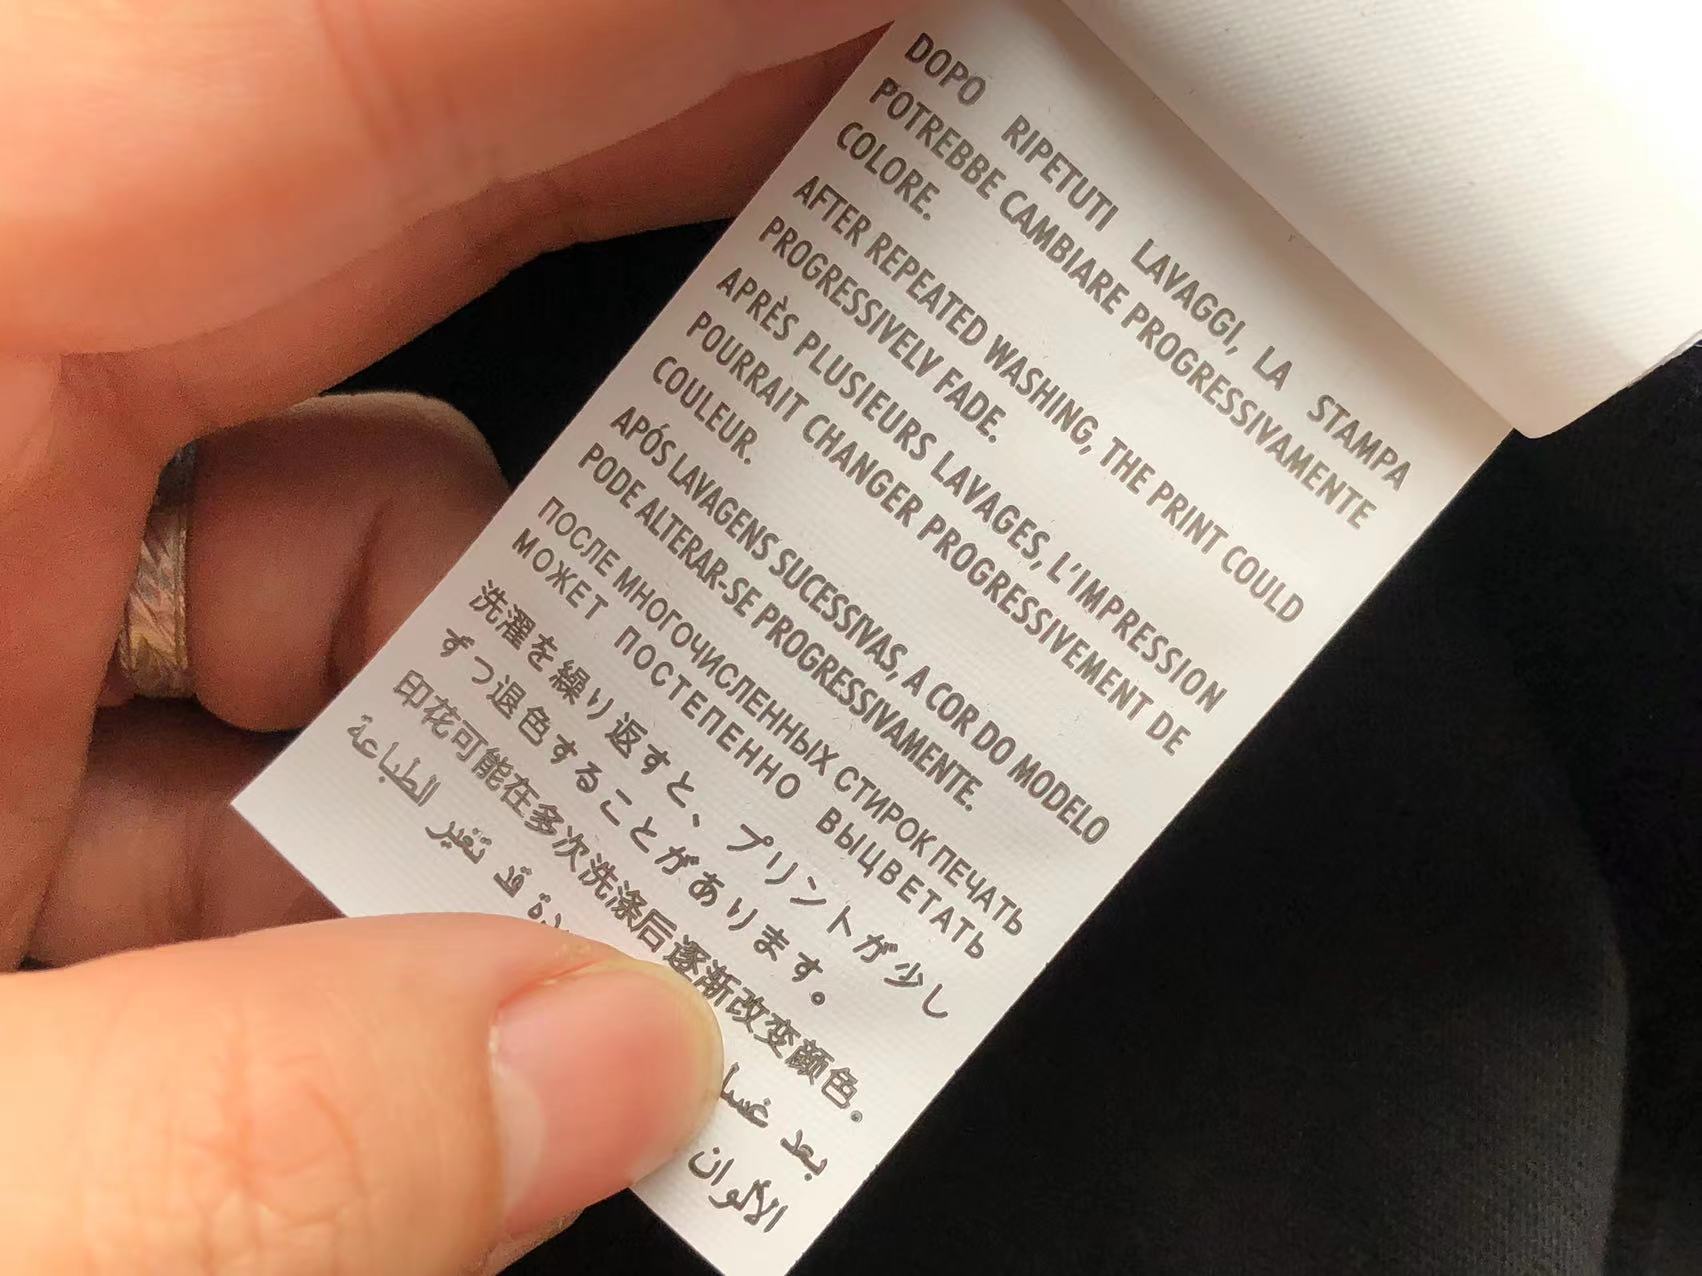 DOPO RIPETUTI LAVAGGI, LA STAMPA
POTREBBE CAMBIARE PROGRESSIVAMENTE
COLORE.
AFTER REPEATED WASHING, THE PRINT COULD
PROGRESSIVELV FADE.
APRÈS PLUSIEURS LAVAGES, L'IMPRESSION
POURRAIT CHANGER PROGRESSIVEMENT DE
COULEUR.
APÓS LAVAGENS SUCESSIVAS, A COR DO MODELO
PODE ALTERAR-SE PROGRESSIVAMENTE.
ПОСЛЕ МНОГОЧИСЛЕННЫХ СТИРОК ПЕЧАТЬ
МОЖЕТ ПОСТЕПЕННО ВЫЦВЕТАТЬ
洗濯を繰り返すと、プリントが少し
ずつ退色することがあります。
印花可能在多次洗涤后逐渐改变颜色。
بعد قد تغير الطباعة
الألوان